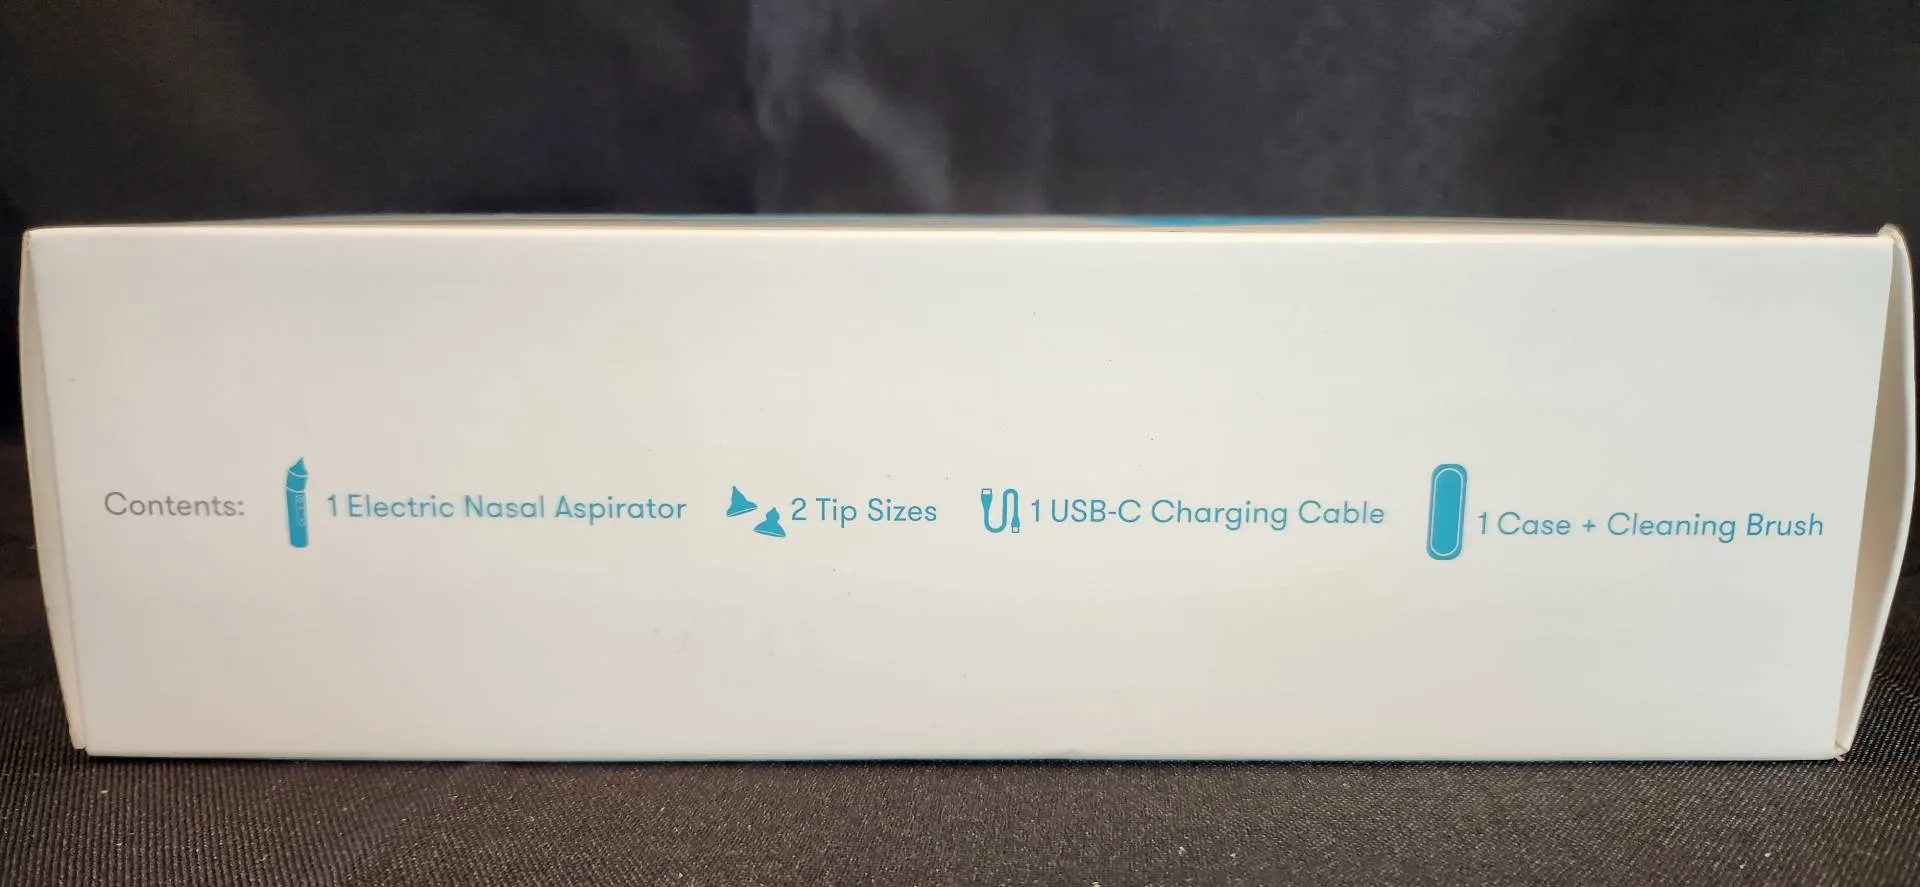 Contents: 1 Electric Nasal Aspirator 2 Tip Sizes 1 USB-C Charging Cable 1 Case + Cleaning Brush